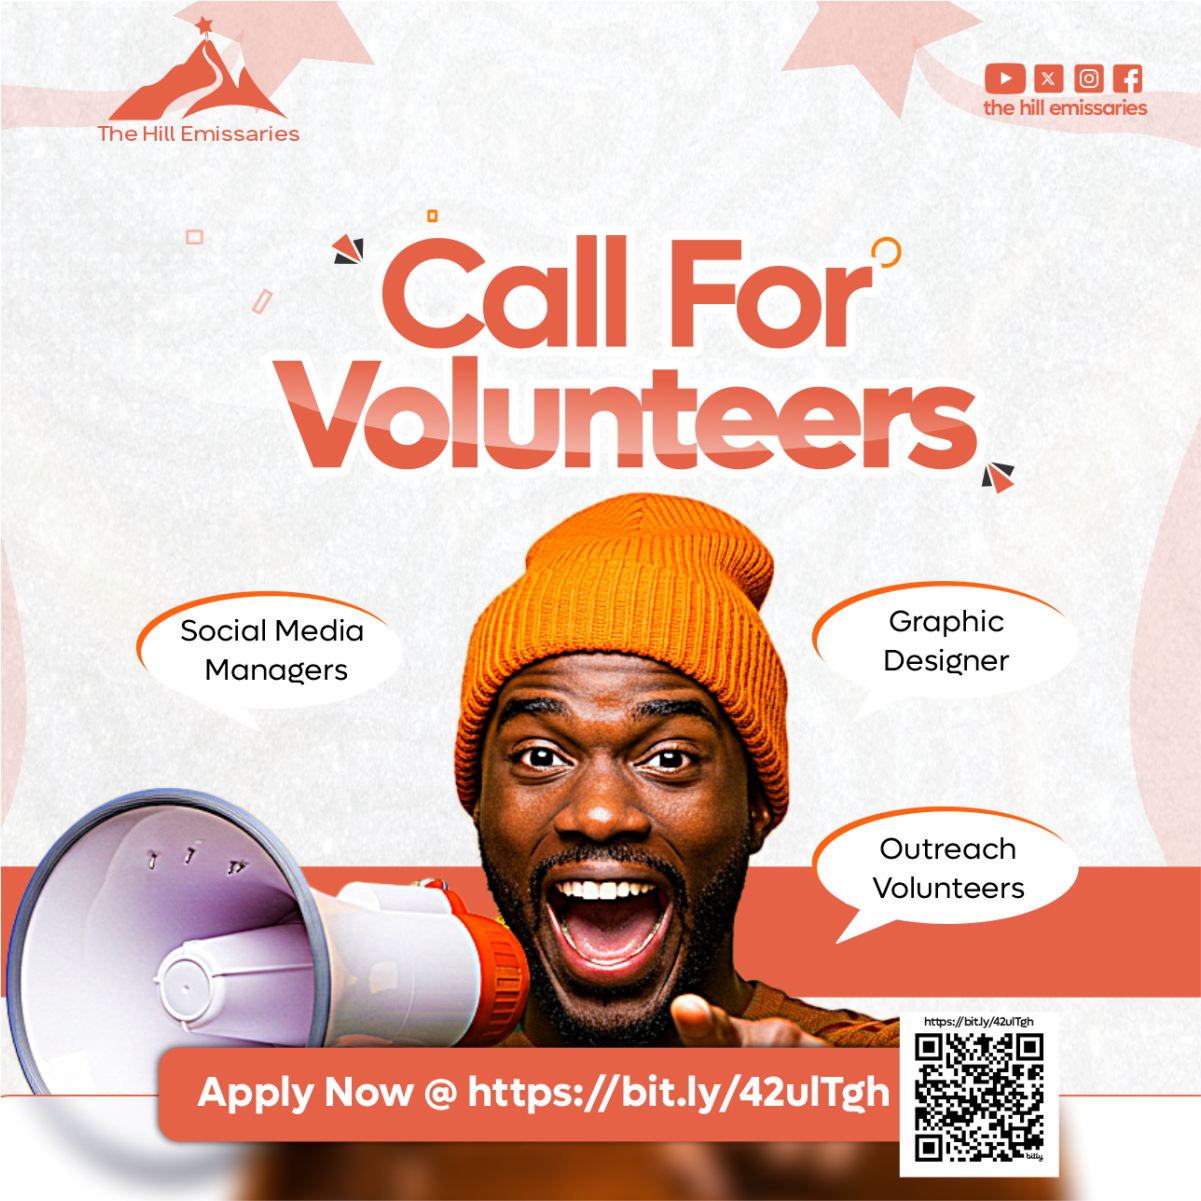 The Hill Emissaries
the hill emissaries
Call For
Volunteers
Social Media
Managers
Graphic
Designer
Outreach
Volunteers
Apply Now @ https://bit.ly/42ulTgh
https://bit.ly/42ulTgh
bitly